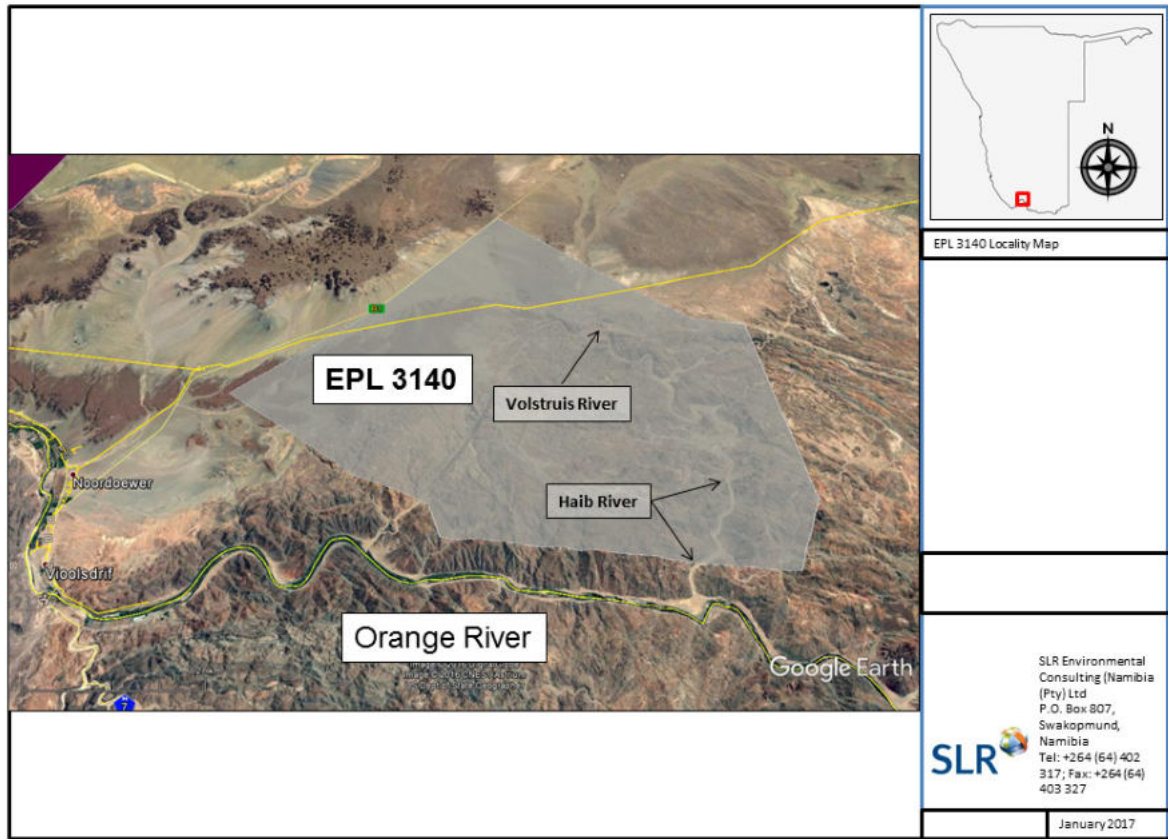 N
EPL 3140 Locality Map
B1
EPL 3140
Volstruis River
Haib River
Noordoewer
Vioolsdrif
Orange River
Google Earth
7
SLR Environmental
Consulting (Namibia
(Pty) Ltd
P.O. Box 807,
Swakopmund,
Namibia
Tel: +264 (64) 402
317; Fax: +264 (64)
403 327
SLR
January 2017